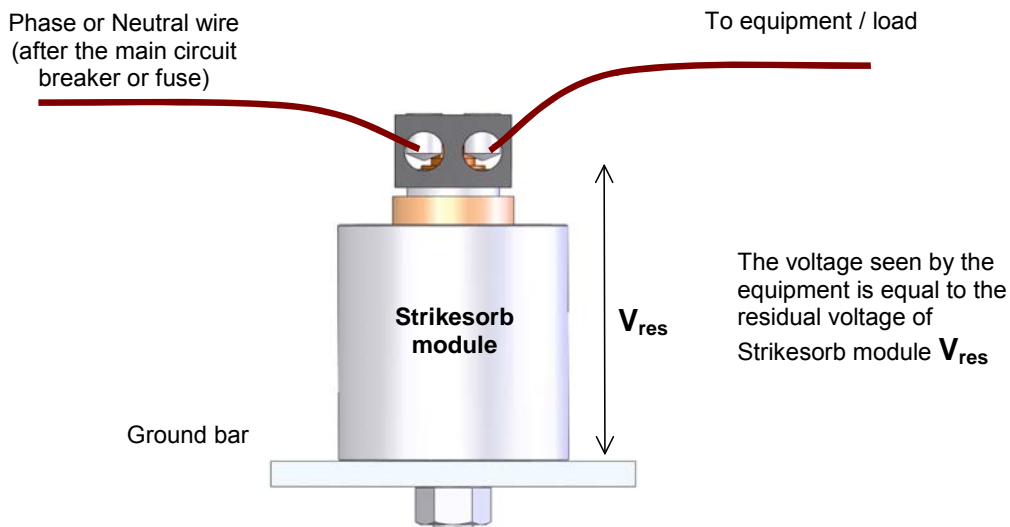 Phase or Neutral wire
(after the main circuit
breaker or fuse)
To equipment / load
Strikesorb
module
Vres
The voltage seen by the
equipment is equal to the
residual voltage of
Strikesorb module Vres
Ground bar